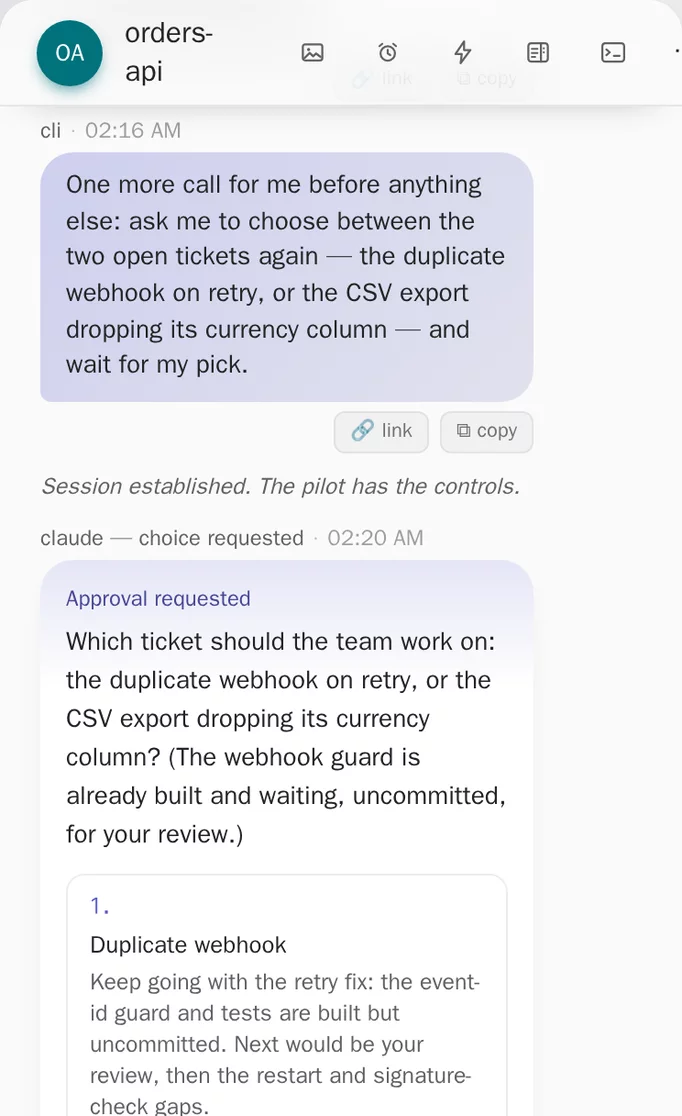 OA
orders-
api
link
copy
cli · 02:16 AM
One more call for me before anything
else: ask me to choose between the
two open tickets again — the duplicate
webhook on retry, or the CSV export
dropping its currency column — and
wait for my pick.
link
copy
Session established. The pilot has the controls.
claude — choice requested · 02:20 AM
Approval requested
Which ticket should the team work on:
the duplicate webhook on retry, or the
CSV export dropping its currency
column? (The webhook guard is
already built and waiting, uncommitted,
for your review.)
1.
Duplicate webhook
Keep going with the retry fix: the event-
id guard and tests are built but
uncommitted. Next would be your
review, then the restart and signature-
check gaps.